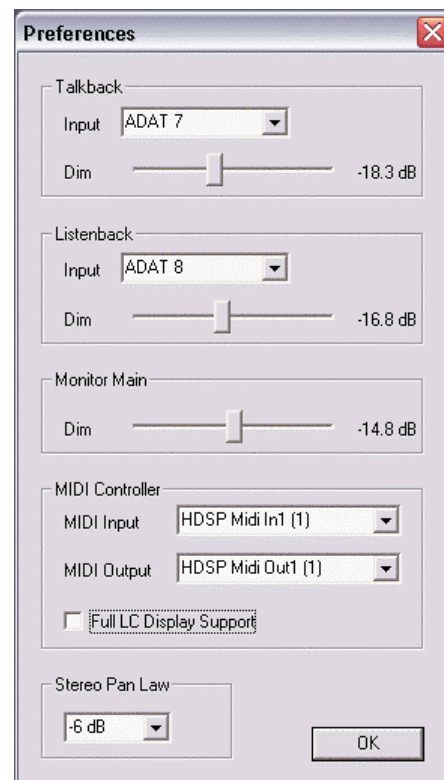 Preferences
Talkback
Input ADAT 7
Dim -18.3 dB
Listenback
Input ADAT 8
Dim -16.8 dB
Monitor Main
Dim -14.8 dB
MIDI Controller
MIDI Input HDSP Midi In1 (1)
MIDI Output HDSP Midi Out1 (1)
Full LC Display Support
Stereo Pan Law
-6 dB
OK